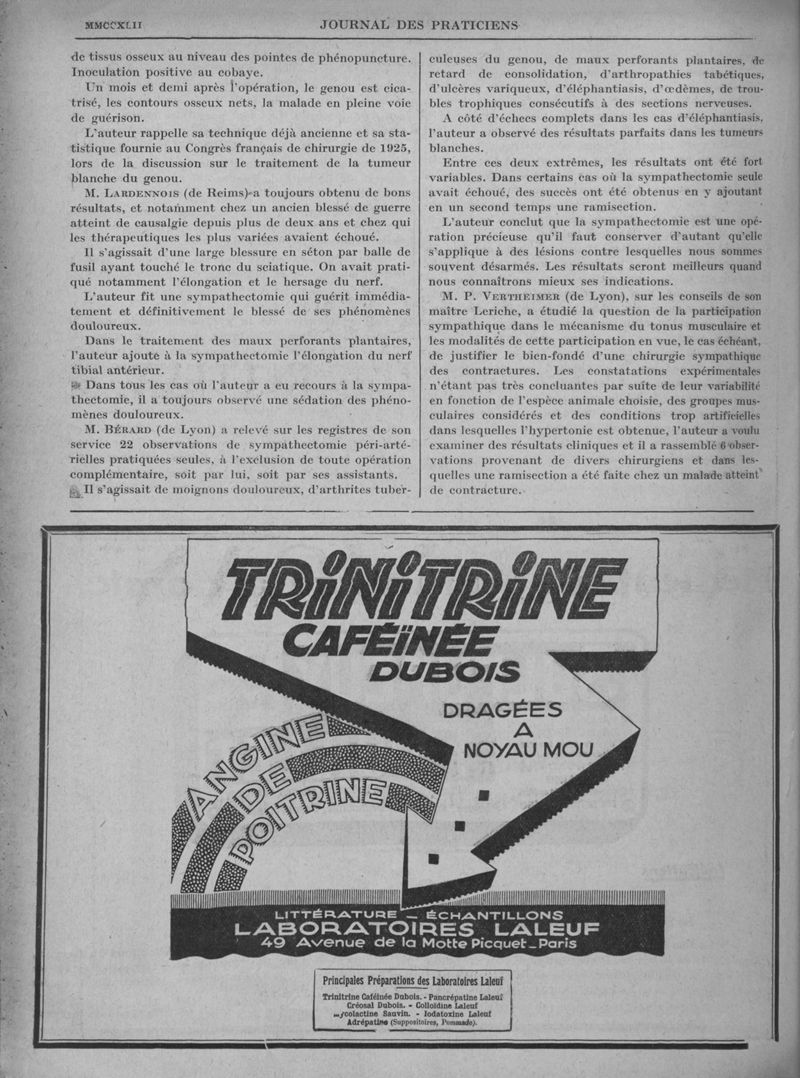 MMCCXLII
JOURNAL DES PRATICIENS
de tissus osseux au niveau des pointes de phénopuncture.
Inoculation positive au cobaye.
Un mois et demi après l'opération, le genou est cica-
trisé, les contours osseux nets, la malade en pleine voie
de guérison.
L'auteur rappelle sa technique déjà ancienne et sa sta-
tistique fournie au Congrès français de chirurgie de 1925,
lors de la discussion sur le traitement de la tumeur
blanche du genou.
M. LARDENNOIS (de Reims) a toujours obtenu de bons
résultats, et notamment chez un ancien blessé de guerre
atteint de causalgie depuis plus de deux ans et chez qui
les thérapeutiques les plus variées avaient échoué.
Il s'agissait d'une large blessure en séton par balle de
fusil ayant touché le tronc du sciatique. On avait prati-
qué notamment l'élongation et le hersage du nerf.
L'auteur fit une sympathectomie qui guérit immédia-
tement et définitivement le blessé de ses phénomènes
douloureux.
Dans le traitement des maux perforants plantaires,
l'auteur ajoute à la sympathectomie l'élongation du nerf
tibial antérieur.
Dans tous les cas où l'auteur a eu recours à la sympa-
thectomie, il a toujours observé une sédation des phéno-
mènes douloureux.
M. BÉRARD (de Lyon) a relevé sur les registres de son
service 22 observations de sympathectomie péri-arté-
rielles pratiquées seules, à l'exclusion de toute opération
complémentaire, soit par lui, soit par ses assistants.
Il s'agissait de moignons douloureux, d'arthrites tuber-
culeuses du genou, de maux perforants plantaires, de
retard de consolidation, d'arthropathies tabétiques,
d'ulcères variqueux, d'éléphantiasis, d'œdèmes, de trou-
bles trophiques consécutifs à des sections nerveuses.
A côté d'échecs complets dans les cas d'éléphantiasis,
l'auteur a observé des résultats parfaits dans les tumeurs
blanches.
Entre ces deux extrêmes, les résultats ont été fort
variables. Dans certains cas où la sympathectomie seule
avait échoué, des succès ont été obtenus en y ajoutant
en un second temps une ramisection.
L'auteur conclut que la sympathectomie est une opé-
ration précieuse qu'il faut conserver d'autant qu'elle
s'applique à des lésions contre lesquelles nous sommes
souvent désarmés. Les résultats seront meilleurs quand
nous connaîtrons mieux ses indications.
M. P. VERTHEIMER (de Lyon), sur les conseils de son
maître Leriche, a étudié la question de la participation
sympathique dans le mécanisme du tonus musculaire et
les modalités de cette participation en vue, le cas échéant,
de justifier le bien-fondé d'une chirurgie sympathique
des contractures. Les constatations expérimentales
n'étant pas très concluantes par suite de leur variabilité
en fonction de l'espèce animale choisie, des groupes mus-
culaires considérés et des conditions trop artificielles
dans lesquelles l'hypertonie est obtenue, l'auteur a voulu
examiner des résultats cliniques et il a rassemblé 6 obser-
vations provenant de divers chirurgiens et dans les-
quelles une ramisection a été faite chez un malade atteint
de contracture.
TRINITRINE
CAFÉÏNÉE
DUBOIS
DRAGÉES
A
NOYAU MOU
ANGINE
DE
POITRINE
LITTÉRATURE _ ÉCHANTILLONS
LABORATOIRES LALEUF
49 Avenue de la Motte Picquet_Paris
Principales Préparations des Laboratoires Laleuf
Trinitrine Caféinée Dubois. - Pancrépatine Laleuf
Créosal Dubois. - Colloïdine Laleuf
colactine Sauvin. - Iodatoxine Laleuf
Adrépatine (Suppositoires, Pommade).